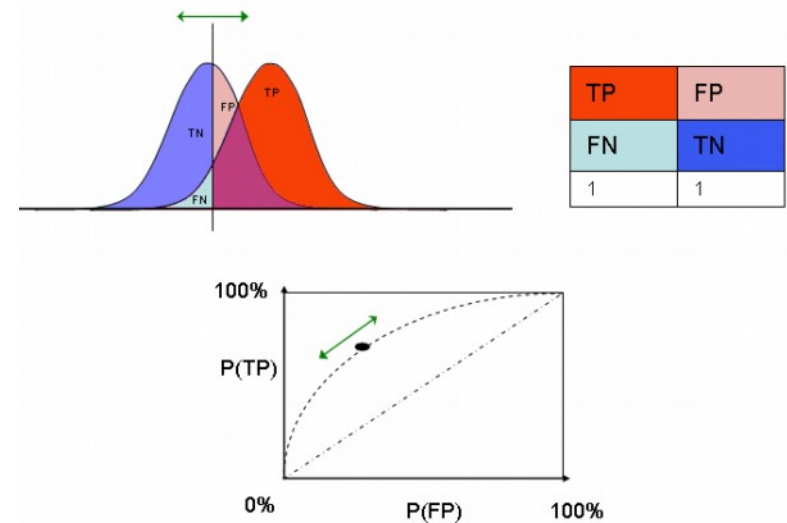 TP
FP
TN
FN
TP FP
FN TN
1 1
100%
P(TP)
0%
P(FP)
100%